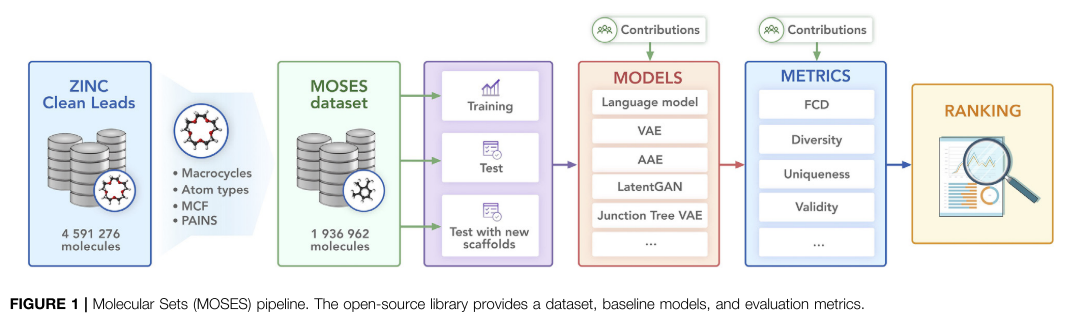 ZINC
Clean Leads
4 591 276
molecules
• Macrocycles
• Atom types
• MCF
• PAINS
MOSES
dataset
1 936 962
molecules
Training
Test
Test with new
scaffolds
Contributions
MODELS
Language model
VAE
AAE
LatentGAN
Junction Tree VAE
...
Contributions
METRICS
FCD
Diversity
Uniqueness
Validity
...
RANKING
FIGURE 1 | Molecular Sets (MOSES) pipeline. The open-source library provides a dataset, baseline models, and evaluation metrics.